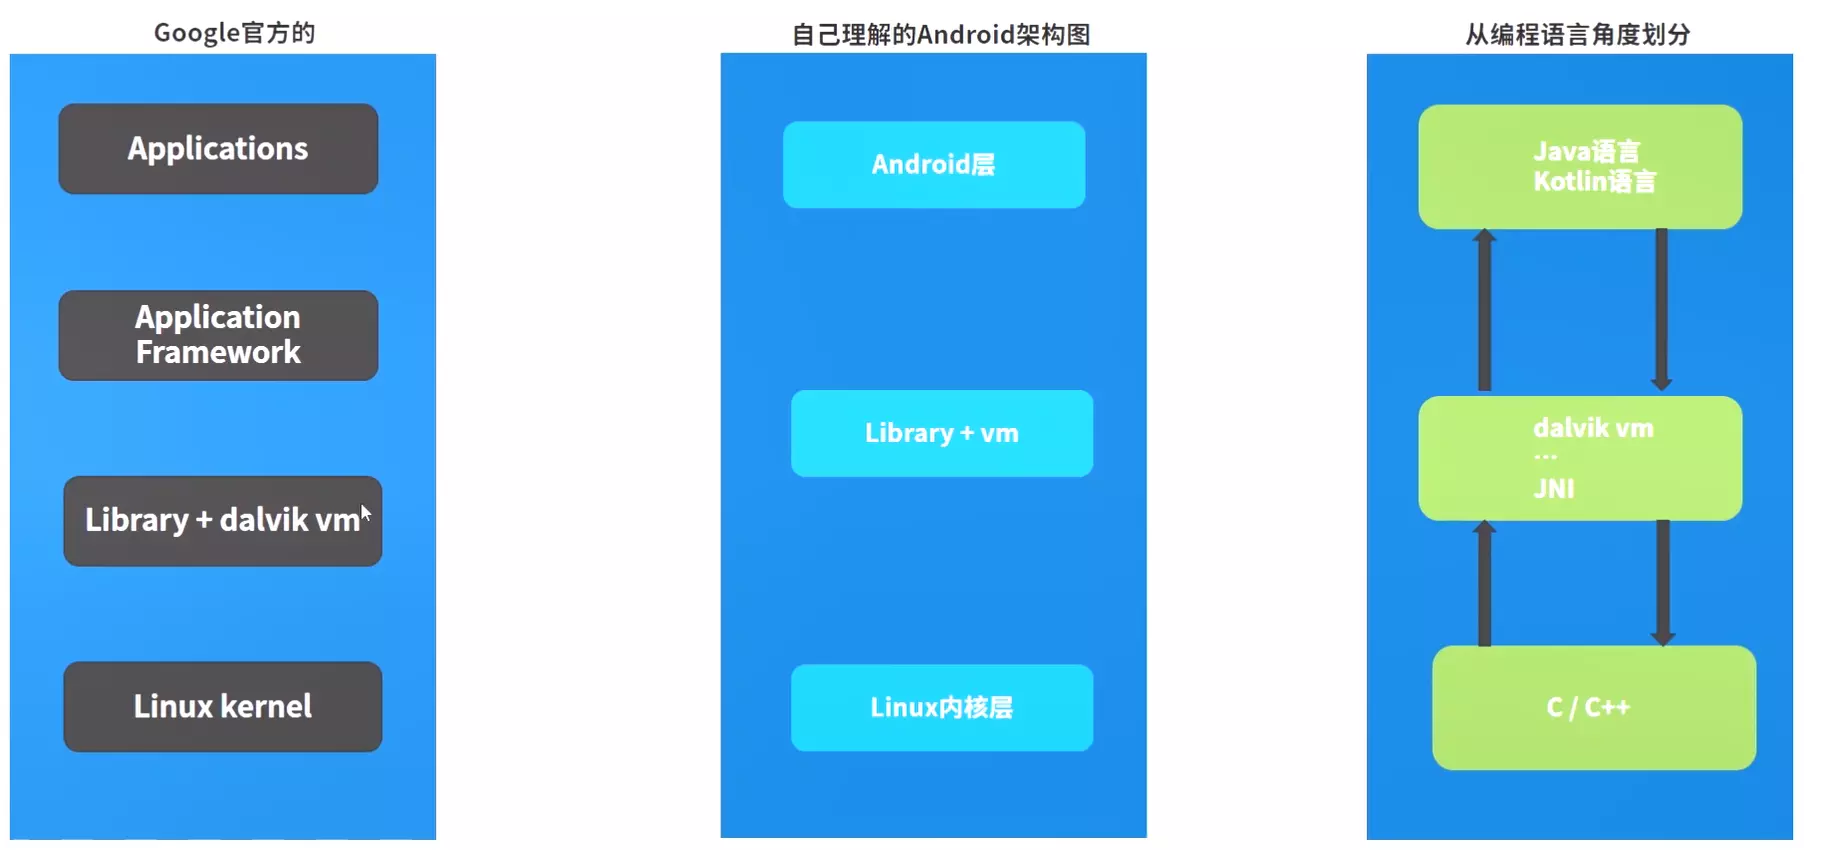 Google官方的
Applications
Application
Framework
Library + dalvik vm
Linux kernel
自己理解的Android架构图
Android层
Library + vm
Linux内核层
从编程语言角度划分
Java语言
Kotlin语言
dalvik vm
...
JNI
C / C++